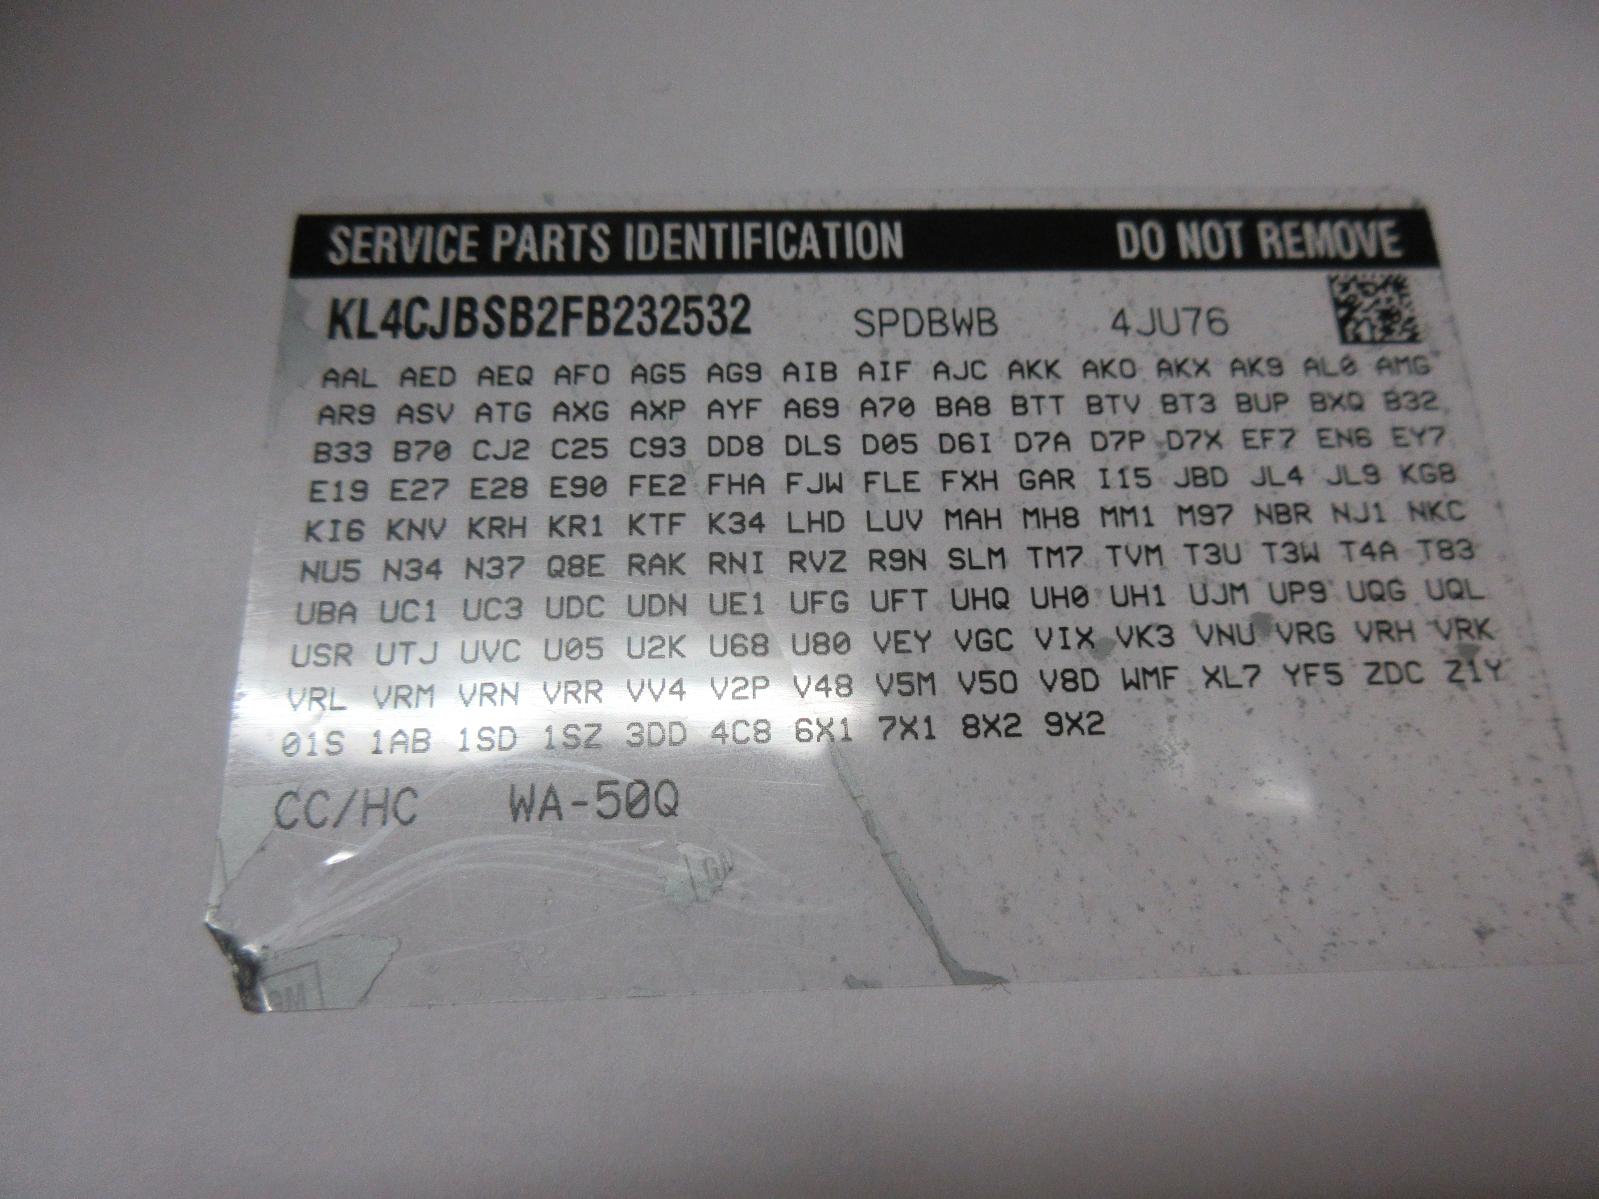 SERVICE PARTS IDENTIFICATION DO NOT REMOVE
KL4CJBSB2FB232532 SPDBWB 4JU76
AAL AED AEQ AFO AG5 AG9 AIB AIF AJC AKK AKO AKX AK9 AL0 AMG
AR9 ASV ATG AXG AXP AYF A69 A70 BA8 BTT BTV BT3 BUP BXQ B32
B33 B70 CJ2 C25 C93 DD8 DLS D05 D6I D7A D7P D7X EF7 EN6 EY7
E19 E27 E28 E90 FE2 FHA FJW FLE FXH GAR I15 JBD JL4 JL9 KG8
KI6 KNV KRH KR1 KTF K34 LHD LUV MAH MH8 MM1 M97 NBR NJ1 NKC
NU5 N34 N37 Q8E RAK RNI RVZ R9N SLM TM7 TVM T3U T3W T4A T83
UBA UC1 UC3 UDC UDN UE1 UFG UFT UHQ UH0 UH1 UJM UP9 UQG UQL
USR UTJ UVC U05 U2K U68 U80 VEY VGC VIX VK3 VNU VRG VRH VRK
VRL VRM VRN VRR VV4 V2P V48 V5M V50 V8D WMF XL7 YF5 ZDC Z1Y
01S 1AB 1SD 1SZ 3DD 4C8 6X1 7X1 8X2 9X2
CC/HC WA-50Q